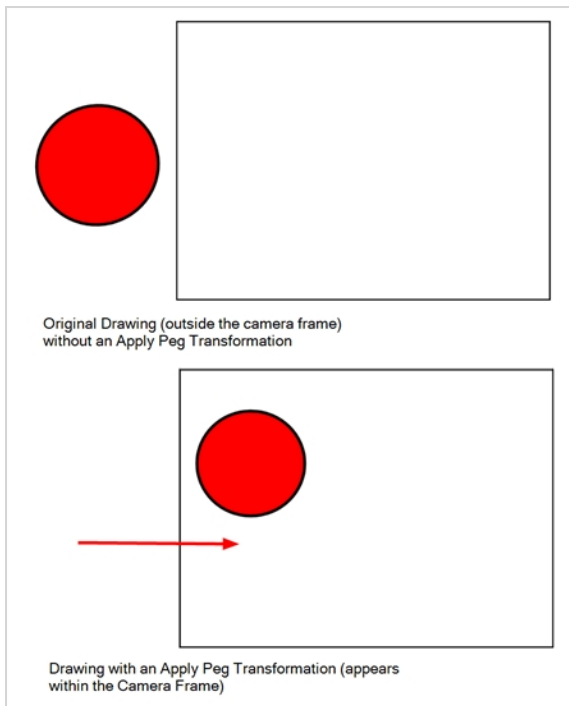 Original Drawing (outside the camera frame)
without an Apply Peg Transformation
Drawing with an Apply Peg Transformation (appears
within the Camera Frame)